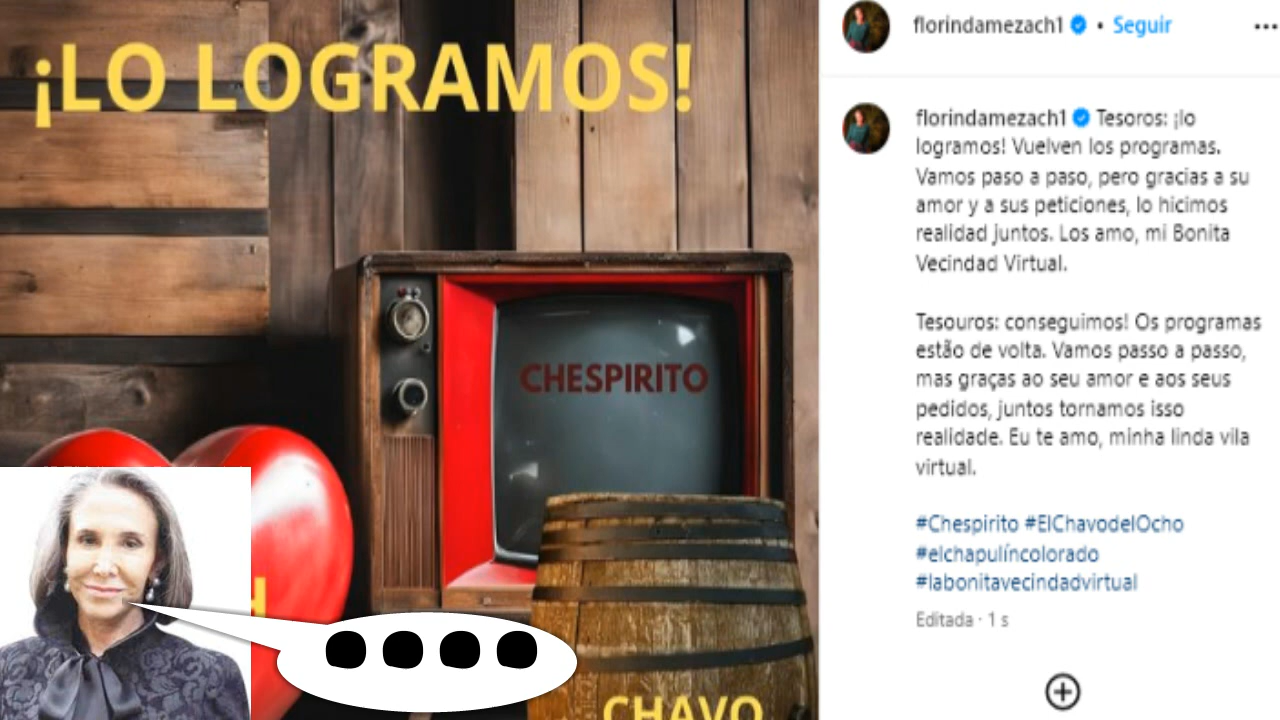 ¡LO LOGRAMOS!
CHESPIRITO
H
CHAVO
florindamezach1 • Seguir
florindamezach1 Tesoros: ¡lo
logramos! Vuelven los programas.
Vamos paso a paso, pero gracias a su
amor y a sus peticiones, lo hicimos
realidad juntos. Los amo, mi Bonita
Vecindad Virtual.
Tesouros: conseguimos! Os programas
estão de volta. Vamos passo a passo,
mas graças ao seu amor e aos seus
pedidos, juntos tornamos isso
realidade. Eu te amo, minha linda vila
virtual.
#Chespirito #ElChavodelOcho
#elchapulíncolorado
#labonitavecindadvirtual
Editada · 1 s